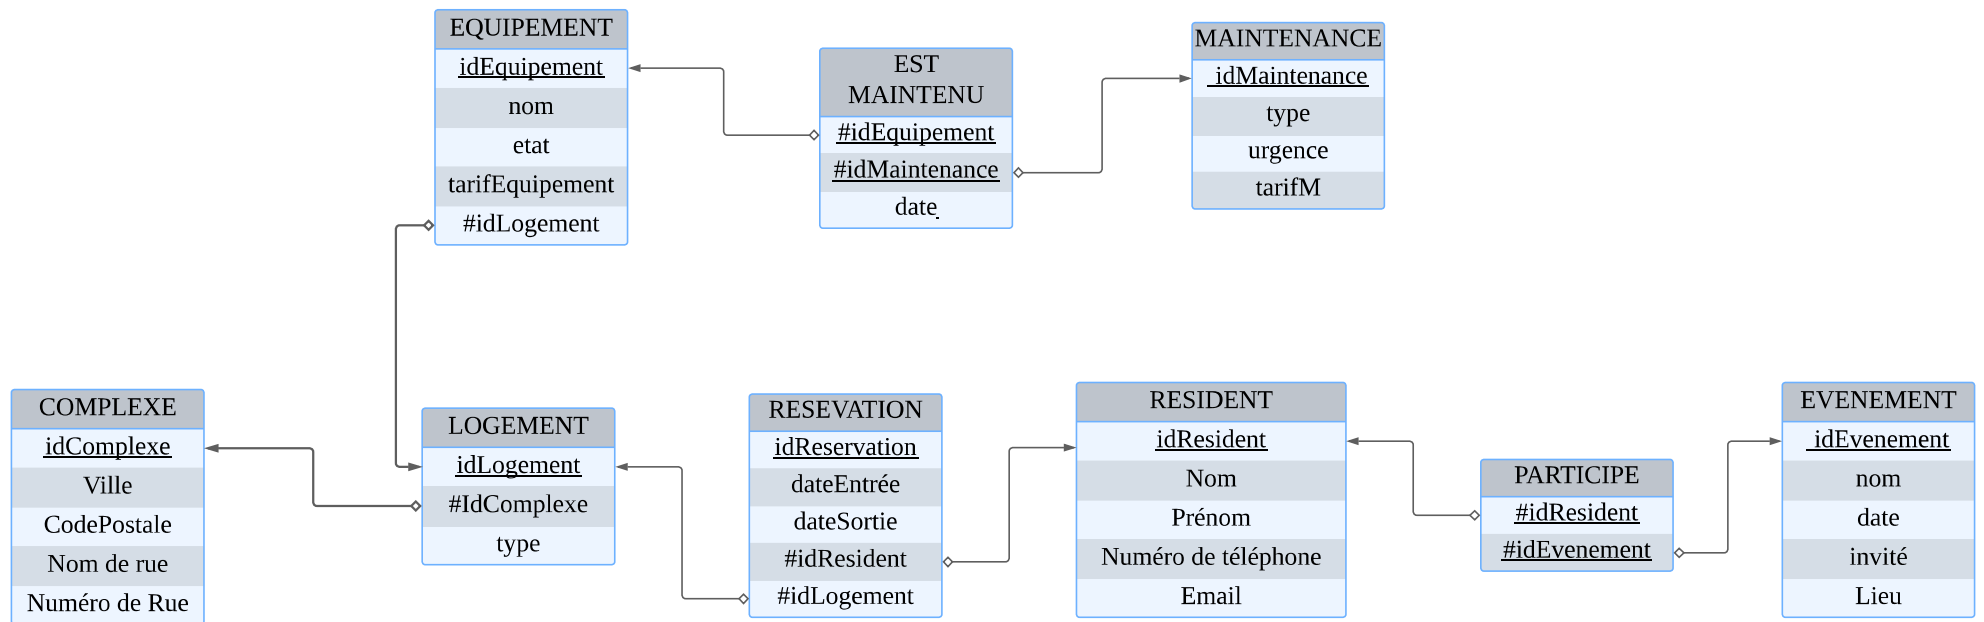 EQUIPEMENT
idEquipement
nom
etat
tarifEquipement
#idLogement
EST
MAINTENU
#idEquipement
#idMaintenance
date
MAINTENANCE
idMaintenance
type
urgence
tarifM
COMPLEXE
idComplexe
Ville
CodePostale
Nom de rue
Numéro de Rue
LOGEMENT
idLogement
#IdComplexe
type
RESEVATION
idReservation
dateEntrée
dateSortie
#idResident
#idLogement
RESIDENT
idResident
Nom
Prénom
Numéro de téléphone
Email
PARTICIPE
#idResident
#idEvenement
EVENEMENT
idEvenement
nom
date
invité
Lieu